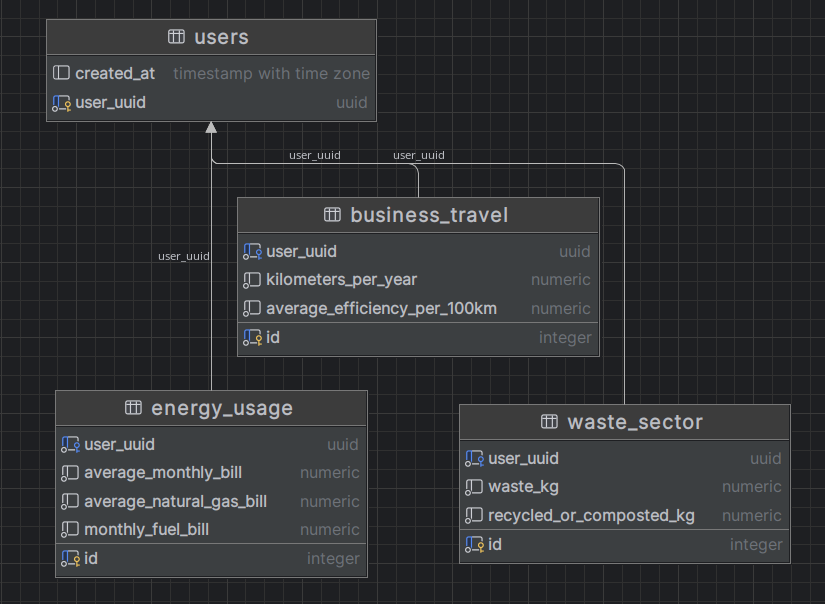 users
created_at timestamp with time zone
user_uuid uuid
user_uuid user_uuid
business_travel
user_uuid uuid
kilometers_per_year numeric
average_efficiency_per_100km numeric
id integer
user_uuid
energy_usage
user_uuid uuid
average_monthly_bill numeric
average_natural_gas_bill numeric
monthly_fuel_bill numeric
id integer
waste_sector
user_uuid uuid
waste_kg numeric
recycled_or_composted_kg numeric
id integer